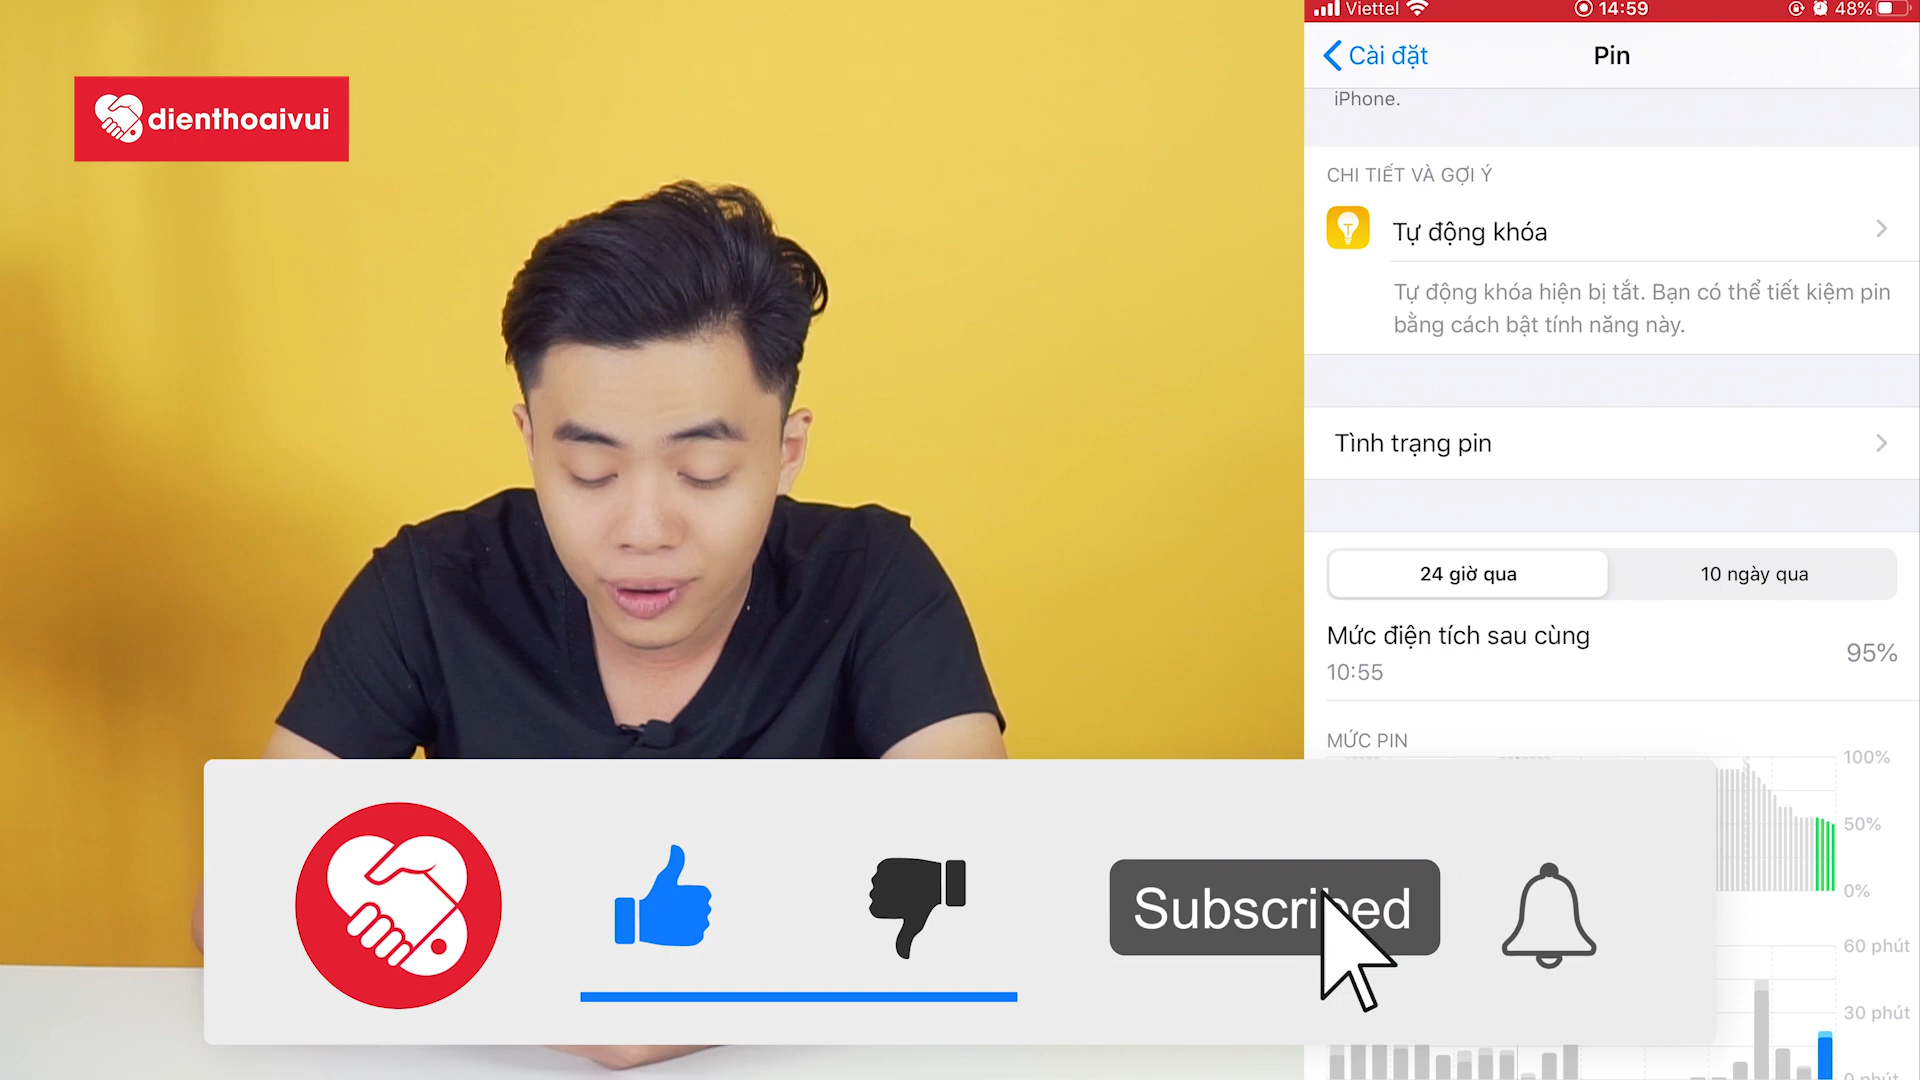 dienthoaivui
Viettel 14:59 48%
Cài đặt Pin
iPhone.
CHI TIẾT VÀ GỢI Ý
Tự động khóa
Tự động khóa hiện bị tắt. Bạn có thể tiết kiệm pin
bằng cách bật tính năng này.
Tình trạng pin
24 giờ qua 10 ngày qua
Mức điện tích sau cùng
10:55
95%
MỨC PIN
100%
50%
0%
60 phút
30 phút
0 phút
Subscribed